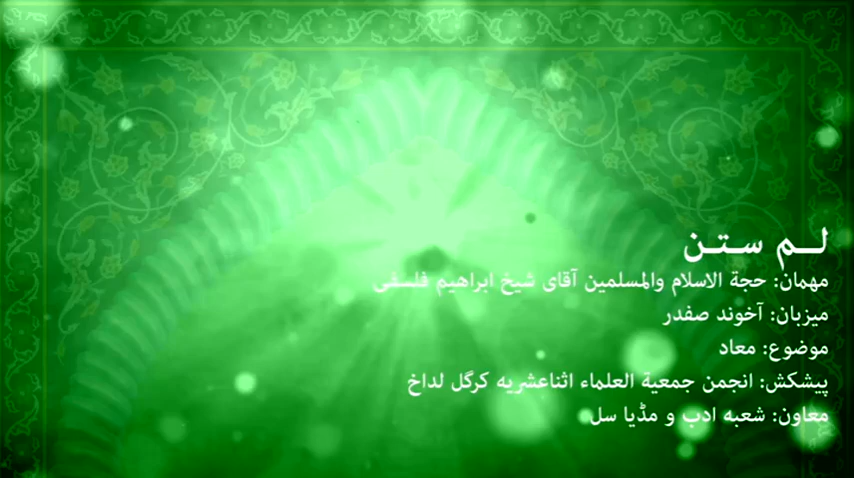 لـم سـتـن
مهمان: حجة الاسلام والمسلمین آقای شیخ ابراهیم فلسفی
میزبان: آخوند صفدر
موضوع: معاد
پیشکش: انجمن جمعیة العلماء اثناعشریه کرگل لداخ
معاون: شعبه ادب و مڈیا سل